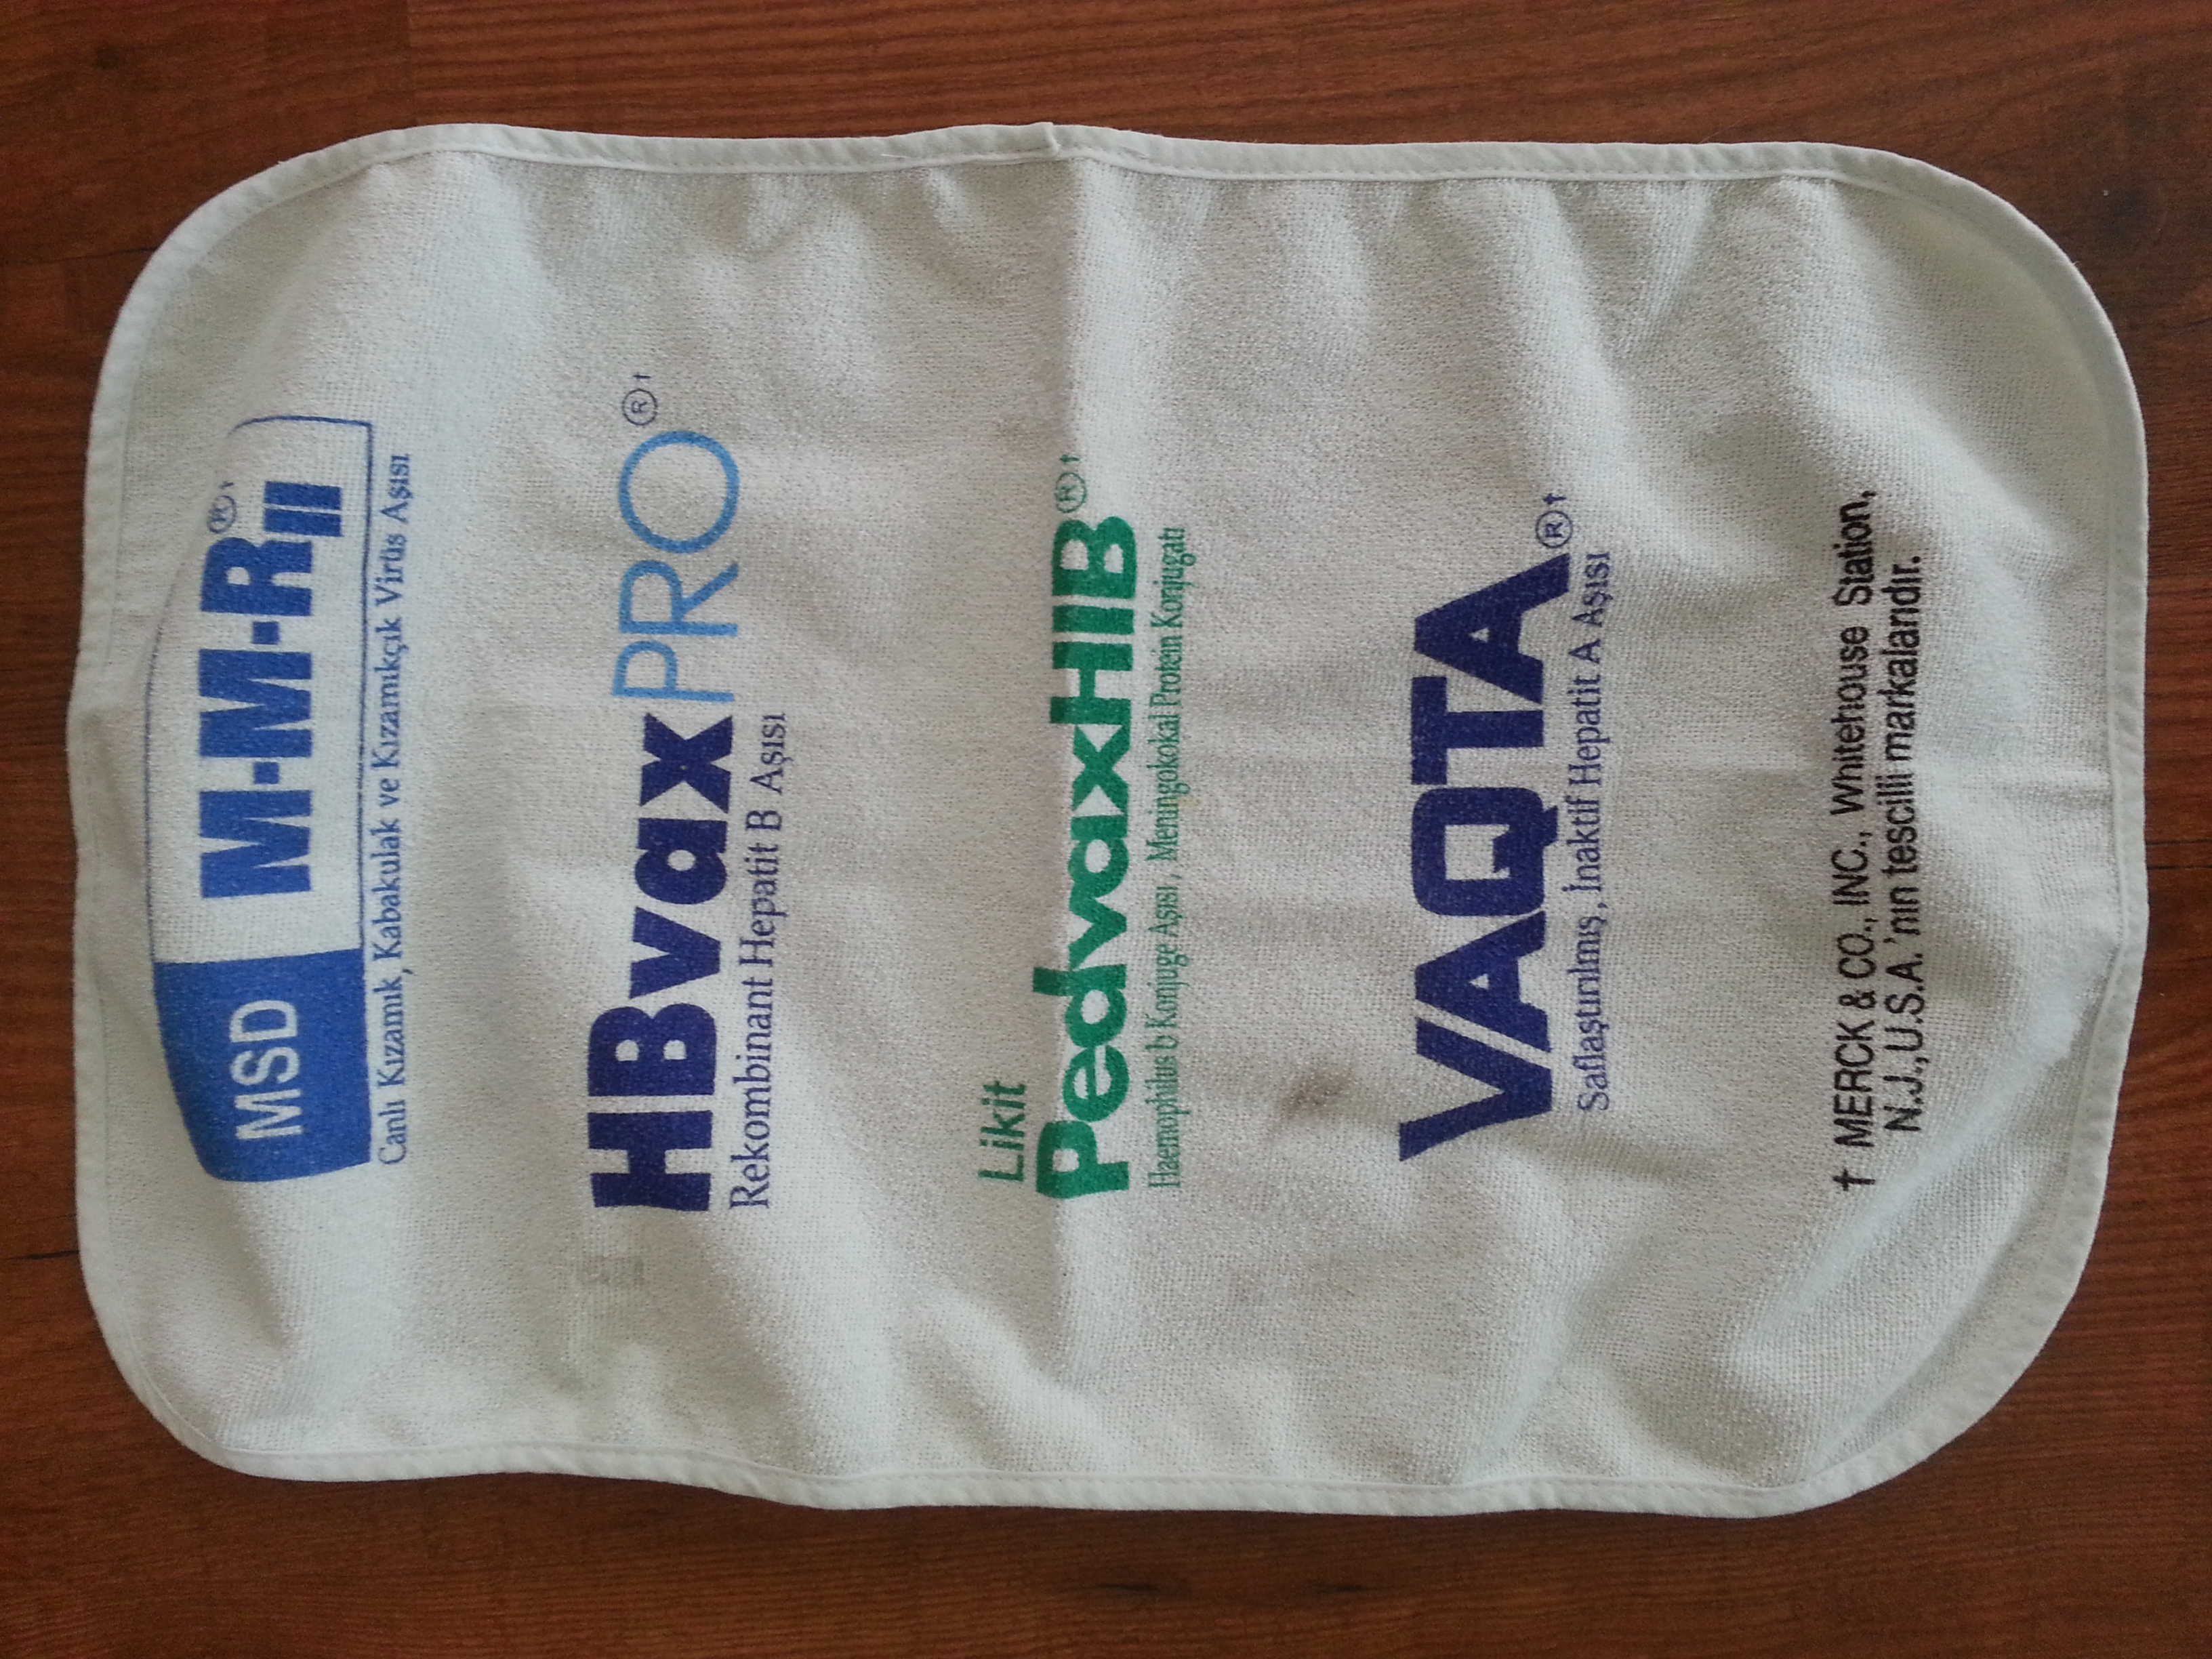 MSD M-M-R II ® †
Canlı Kızamık, Kabakulak ve Kızamıkçık Virüs Aşısı
HBvaxPRO ® †
Rekombinant Hepatit B Aşısı
Likit
PedvaxHIB ® †
Haemophilus b Konjuge Aşısı, Meningokokal Protein Konjugatı
VAQTA ® †
Saflaştırılmış, İnaktif Hepatit A Aşısı
† MERCK & CO., INC., Whitehouse Station,
N.J.,U.S.A.'nın tescilli markalarıdır.